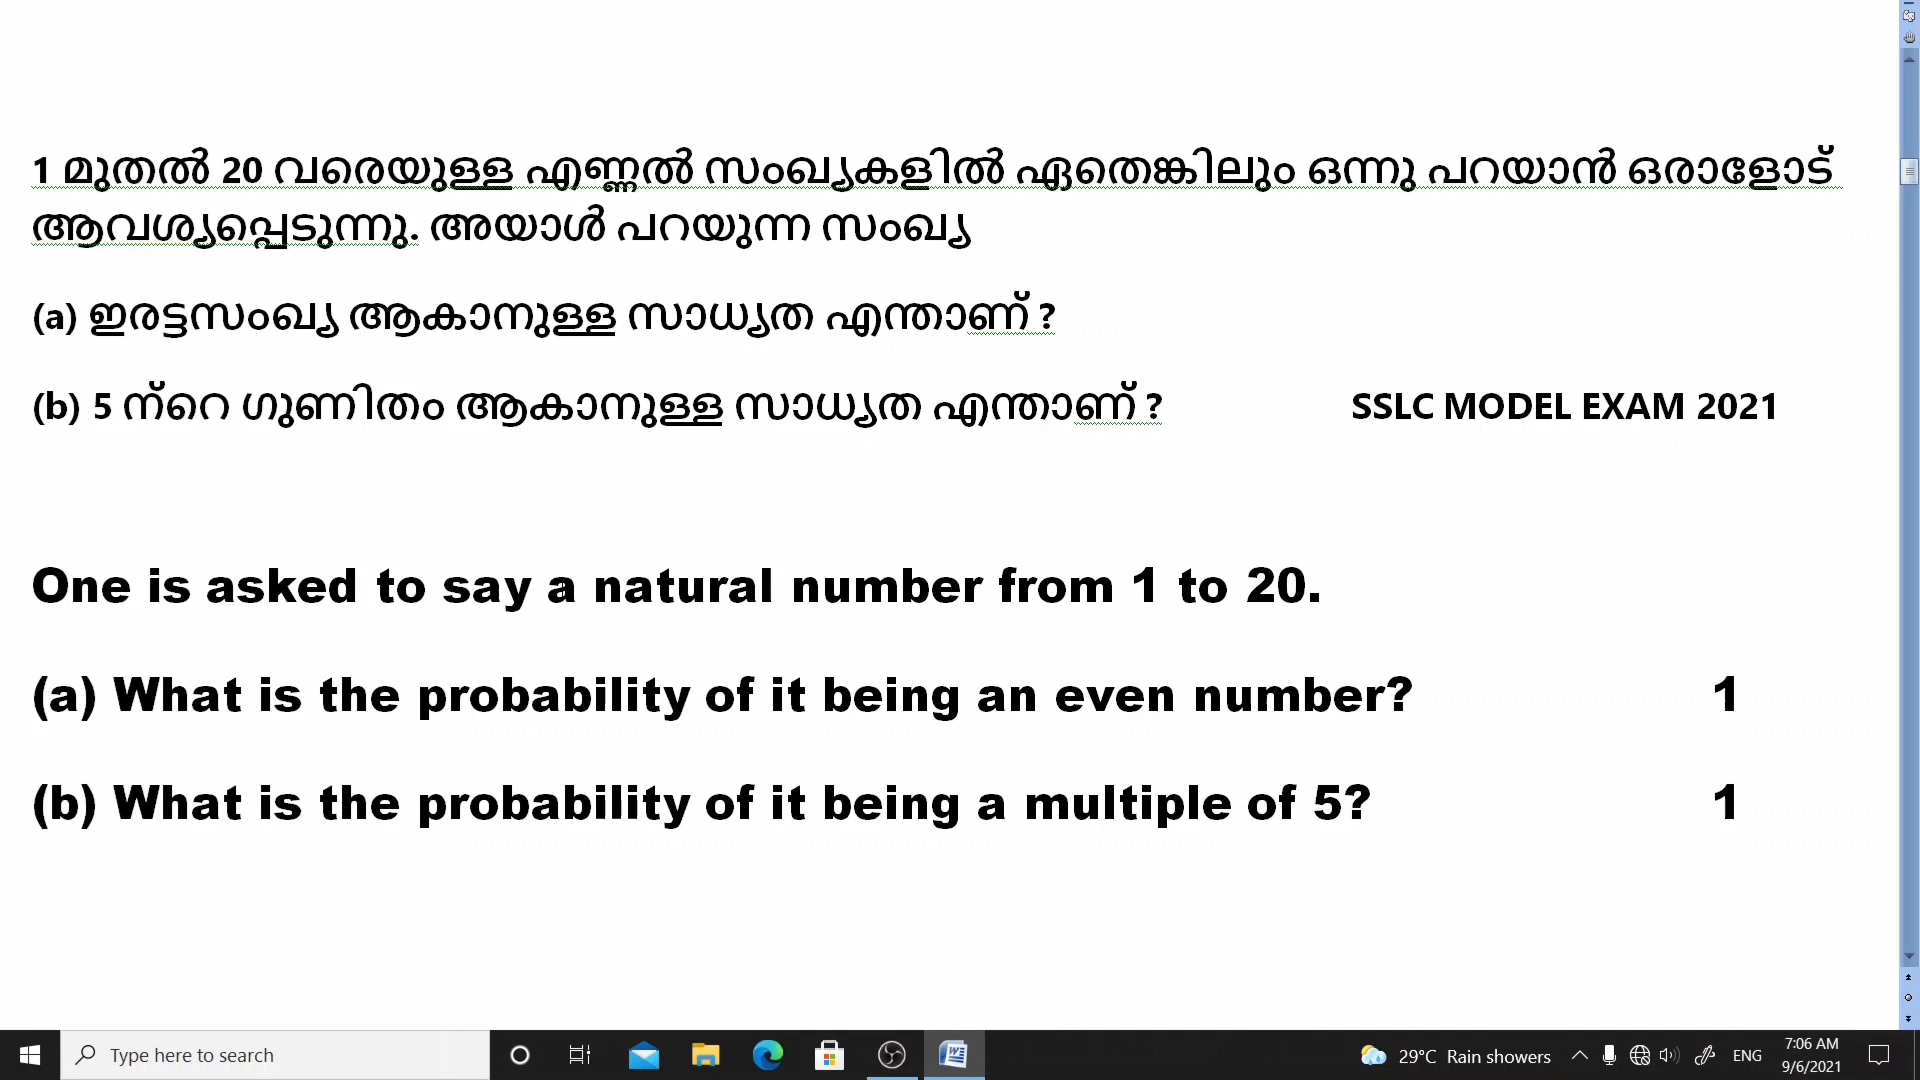 1 മുതൽ 20 വരെയുള്ള എണ്ണൽ സംഖ്യകളിൽ ഏതെങ്കിലും ഒന്നു പറയാൻ ഒരാളോട്
ആവശ്യപ്പെടുന്നു. അയാൾ പറയുന്ന സംഖ്യ
(a) ഇരട്ടസംഖ്യ ആകാനുള്ള സാധ്യത എന്താണ് ?
(b) 5 ന്റെ ഗുണിതം ആകാനുള്ള സാധ്യത എന്താണ് ? SSLC MODEL EXAM 2021
One is asked to say a natural number from 1 to 20.
(a) What is the probability of it being an even number? 1
(b) What is the probability of it being a multiple of 5? 1
Type here to search 29°C Rain showers ENG 7:06 AM
9/6/2021